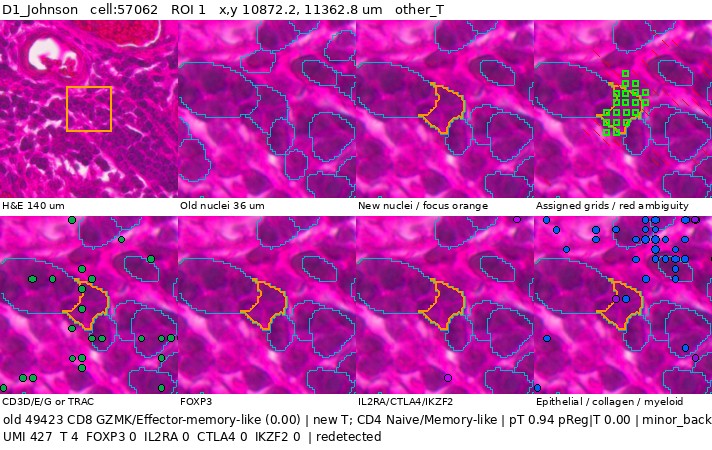 D1_Johnson cell:57062 ROI 1 x,y 10872.2, 11362.8 um other_T
H&E 140 um
Old nuclei 36 um
New nuclei / focus orange
Assigned grids / red ambiguity
CD3D/E/G or TRAC
FOXP3
IL2RA/CTLA4/IKZF2
Epithelial / collagen / myeloid
old 49423 CD8 GZMK/Effector-memory-like (0.00) | new T; CD4 Naive/Memory-like | pT 0.94 pReg|T 0.00 | minor_back
UMI 427 T 4 FOXP3 0 IL2RA 0 CTLA4 0 IKZF2 0 | redetected